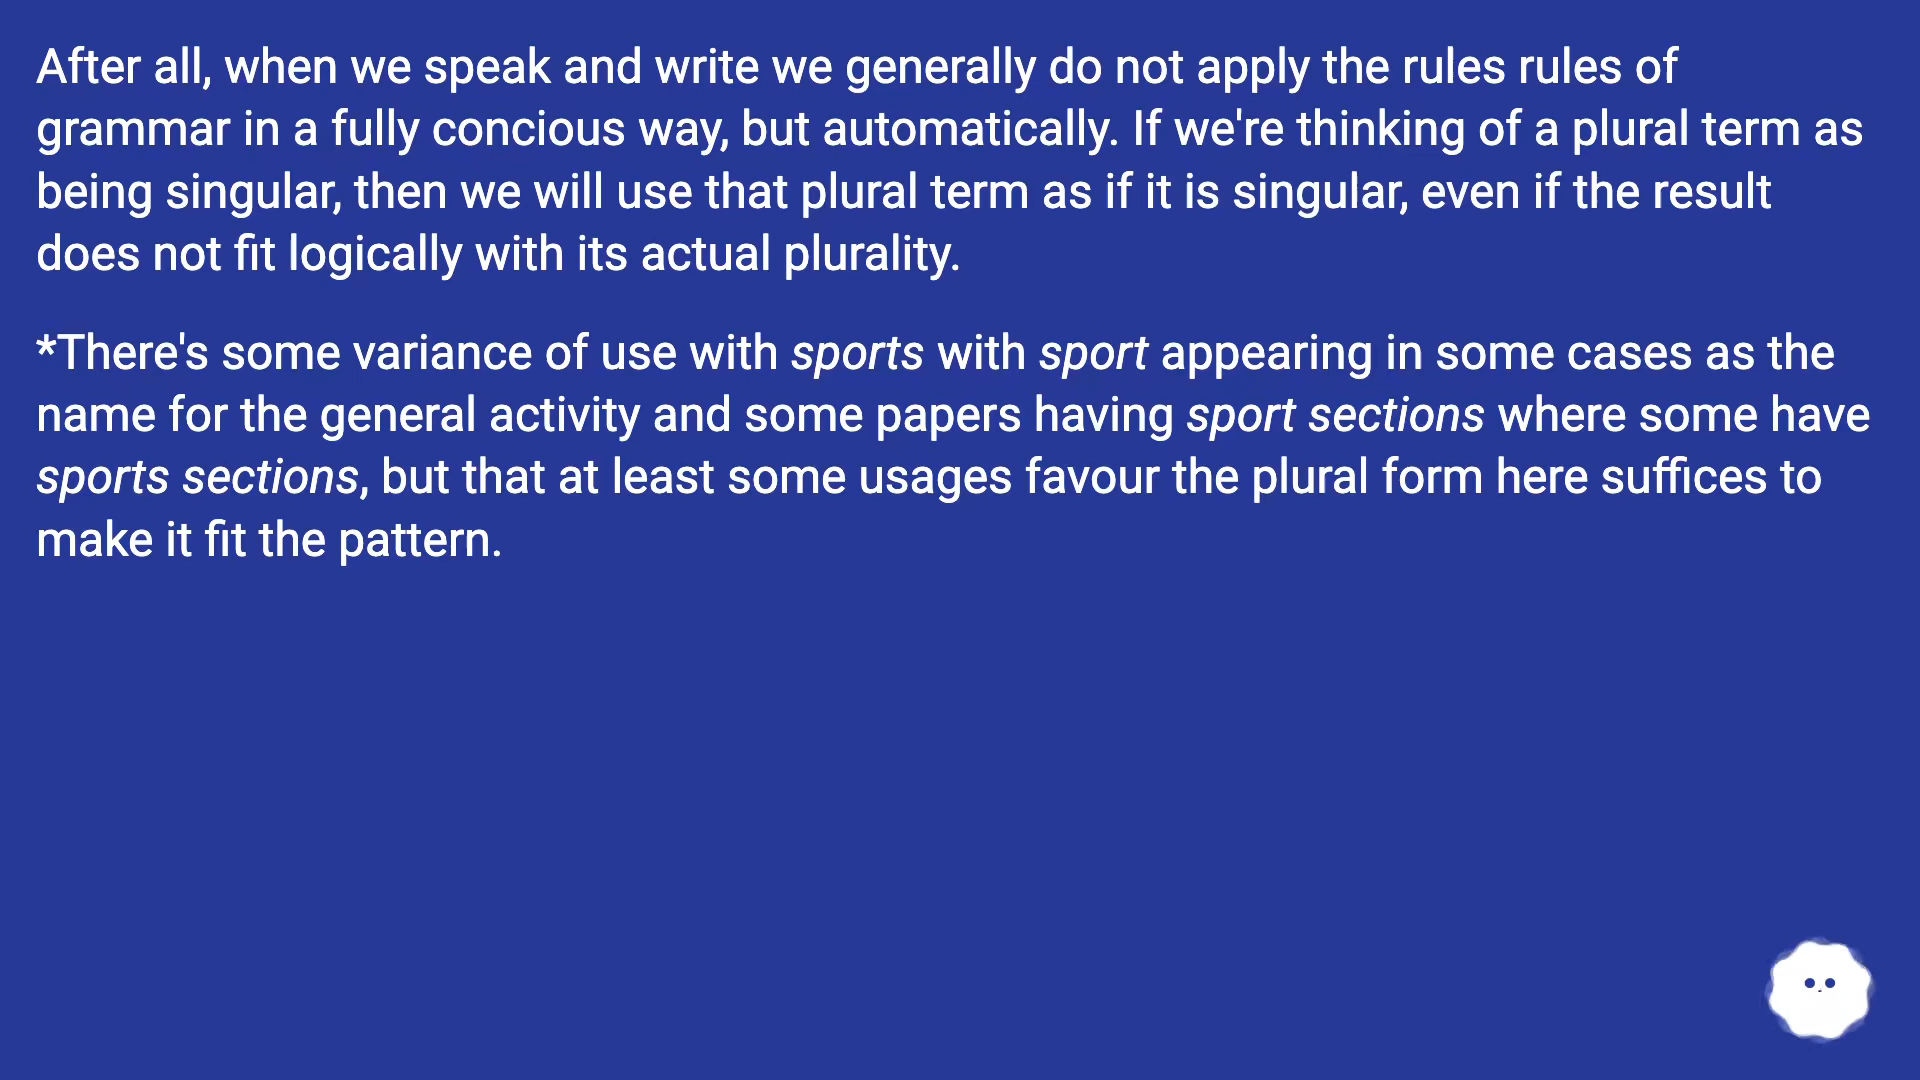 After all, when we speak and write we generally do not apply the rules rules of
grammar in a fully concious way, but automatically. If we're thinking of a plural term as
being singular, then we will use that plural term as if it is singular, even if the result
does not fit logically with its actual plurality.
*There's some variance of use with sports with sport appearing in some cases as the
name for the general activity and some papers having sport sections where some have
sports sections, but that at least some usages favour the plural form here suffices to
make it fit the pattern.